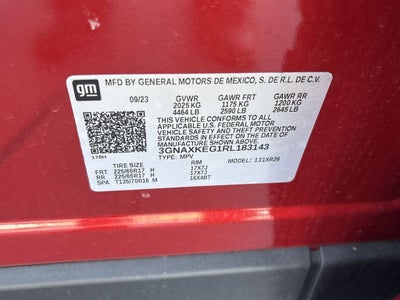 gm MFD BY GENERAL MOTORS DE MEXICO, S. DE R.L. DE C.V.
09/23 GVWR GAWR FRT GAWR RR
2025 KG 1175 KG 1200 KG
4464 LB 2590 LB 2645 LB
THIS VEHICLE CONFORMS TO ALL
APPLICABLE U.S. FEDERAL MOTOR
VEHICLE SAFETY AND THEFT
PREVENTION STANDARDS IN
EFFECT ON THE DATE OF
MANUFACTURE SHOWN ABOVE.
3GNAXKEG1RL183143
TYPE: MPV MODEL: 131XR26
178H
TIRE SIZE RIM
FRT 225/65R17 H 17X7J
RR 225/65R17 H 17X7J
SPA T135/70R16 M 16X4BT